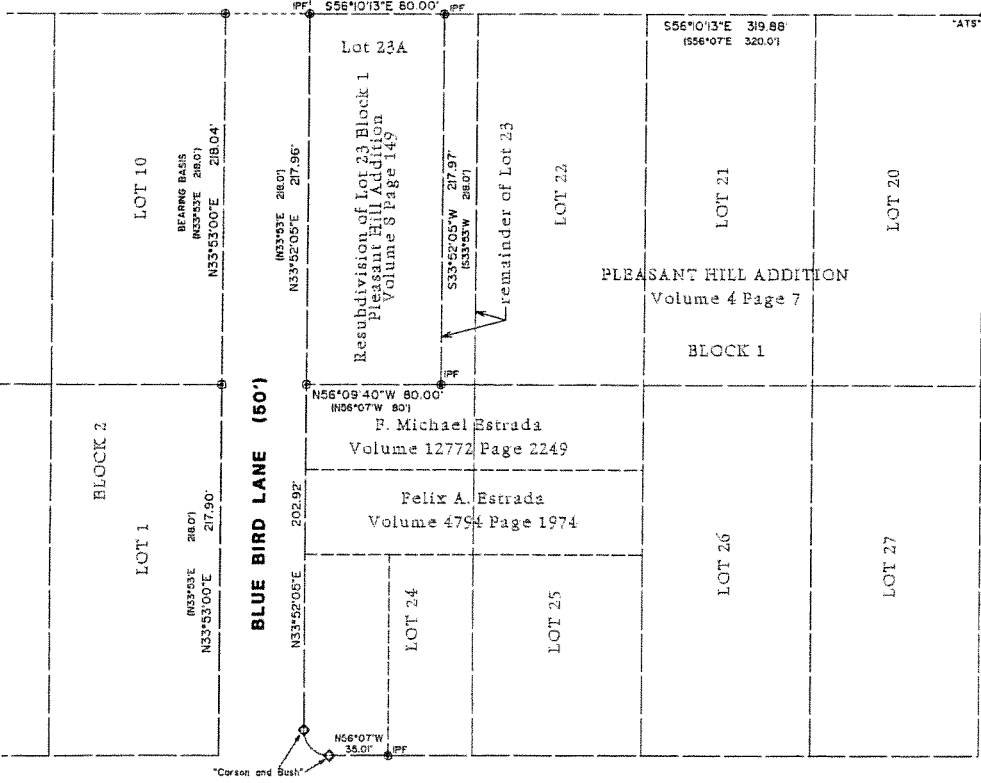 IPF S56°10'13"E 80.00' IPF
S56°10'13"E 319.88'
(S56°07'E 320.0')
"ATS"
Lot 23A
Resubdivision of Lot 23 Block 1
Pleasant Hill Addition
Volume 8 Page 149
LOT 10
BEARING BASIS
(N33°53'E 218.0')
N33°53'00"E 218.04'
(N33°53'E 218.0')
N33°52'05"E 217.96'
S33°52'05"W 217.97'
(S33°53'W 218.0')
remainder of Lot 23
LOT 22
LOT 21
LOT 20
PLEASANT HILL ADDITION
Volume 4 Page 7
BLOCK 1
IPF
N56°09'40"W 80.00'
(N56°07'W 80')
F. Michael Estrada
Volume 12772 Page 2249
Felix A. Estrada
Volume 4794 Page 1974
BLOCK 2
LOT 1
(N33°53'E 218.0')
N33°53'00"E 217.90'
BLUE BIRD LANE (50')
N33°52'05"E 202.92'
LOT 24
LOT 25
LOT 26
LOT 27
N56°07'W
35.01'
IPF
"Carson and Bush"